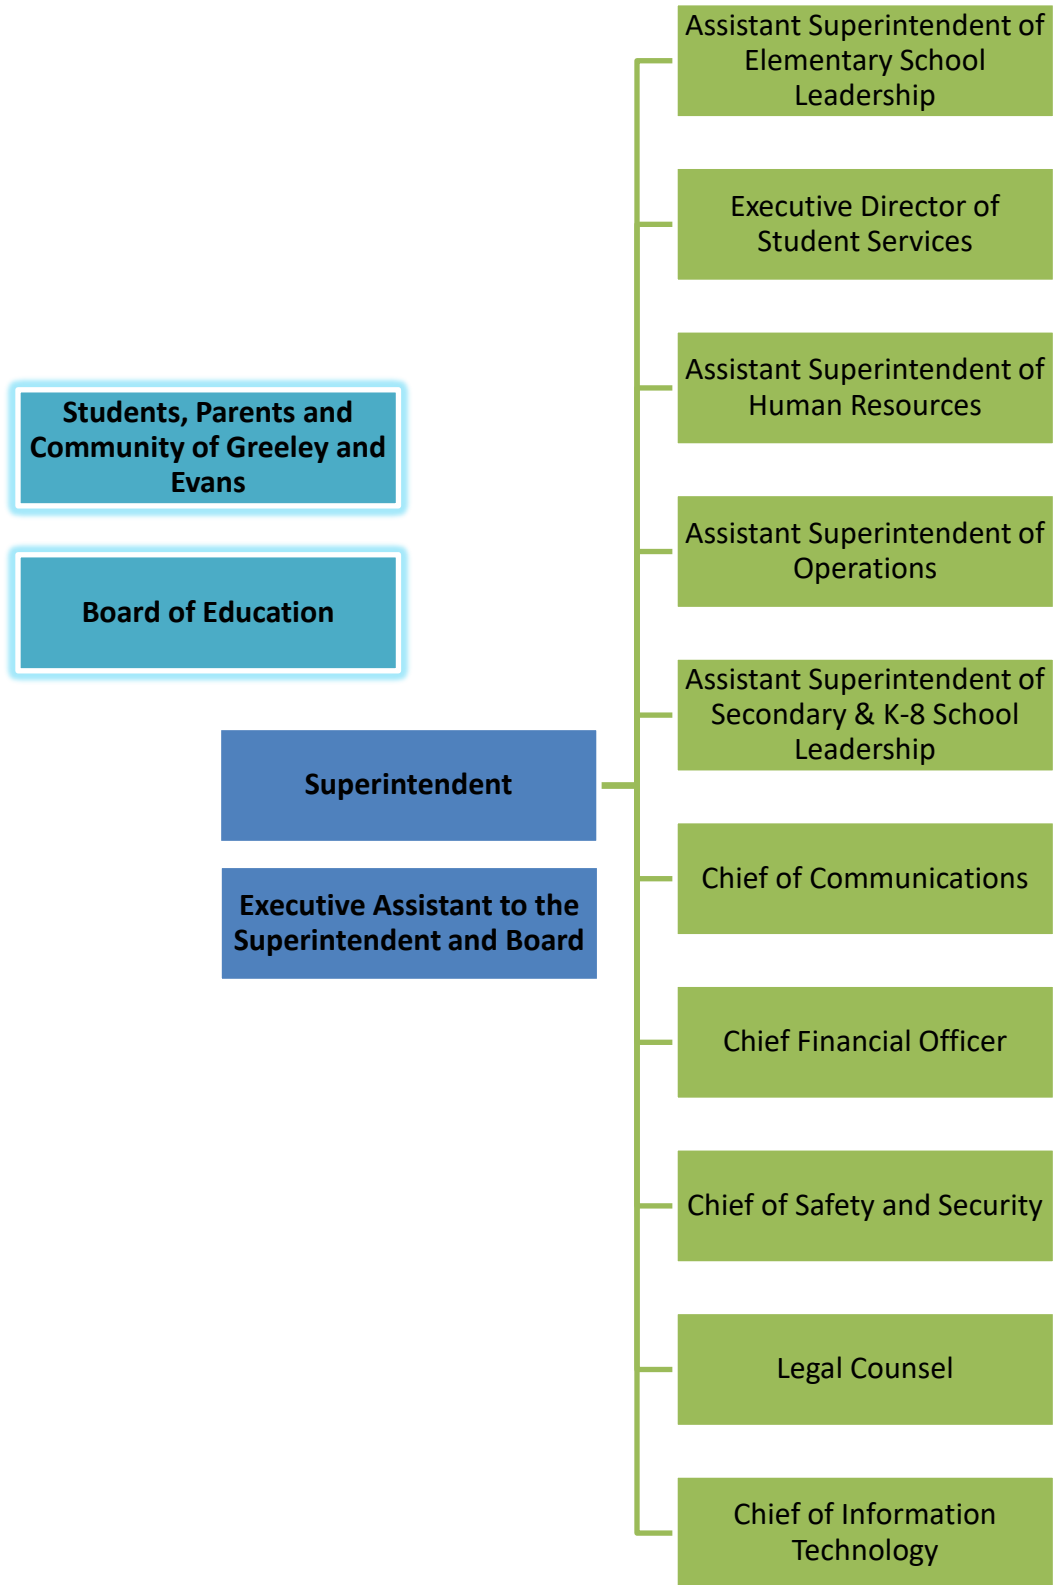 Students, Parents and
Community of Greeley and
Evans
Board of Education
Superintendent
Executive Assistant to the
Superintendent and Board
Assistant Superintendent of
Elementary School
Leadership
Executive Director of
Student Services
Assistant Superintendent of
Human Resources
Assistant Superintendent of
Operations
Assistant Superintendent of
Secondary & K-8 School
Leadership
Chief of Communications
Chief Financial Officer
Chief of Safety and Security
Legal Counsel
Chief of Information
Technology